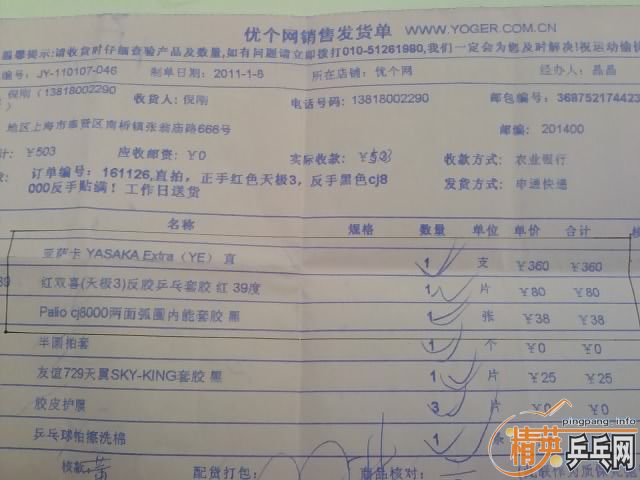 优个网销售发货单 WWW.YOGER.COM.CN
温馨提示:请收货时仔细查验产品及数量,如有问题请立即拨打010-51261980,我们一定会为您及时解决!祝运动愉快
编号: JY-110107-046 制单日期: 2011-1-8 所在店铺: 优个网 经办人: 晶晶
倪刚 (13818002290 收货人: 倪刚 电话号码: 13818002290 邮包编号: 368752174423
地区上海市奉贤区南桥镇张翁庙路666号 邮编: 201400
计: ￥503 应收邮资: ￥0 实际收款: ￥503 收款方式: 农业银行
订单编号: 161126,直拍, 正手红色天极3, 反手黑色cj8 发货方式: 申通快递
000反手贴满! 工作日送货
名称 规格 数量 单位 单价 合计
亚萨卡 YASAKA Extra (YE) 直 1 支 ￥360 ￥360
39 红双喜(天极3)反胶乒乓套胶 红 39度 1 片 ￥80 ￥80
Palio cj8000两面弧圈内能套胶 黑 1 张 ￥38 ￥38
半圆拍套 1 个 ￥0 ￥0
友谊729天翼SKY-KING套胶 黑 1 片 ￥25 ￥25
胶皮护膜 3 片 ￥0 ￥0
乒乓球怕擦洗棉 1
核款: 配货打包: 商品核对:
pingpang_info
精英乒乓网